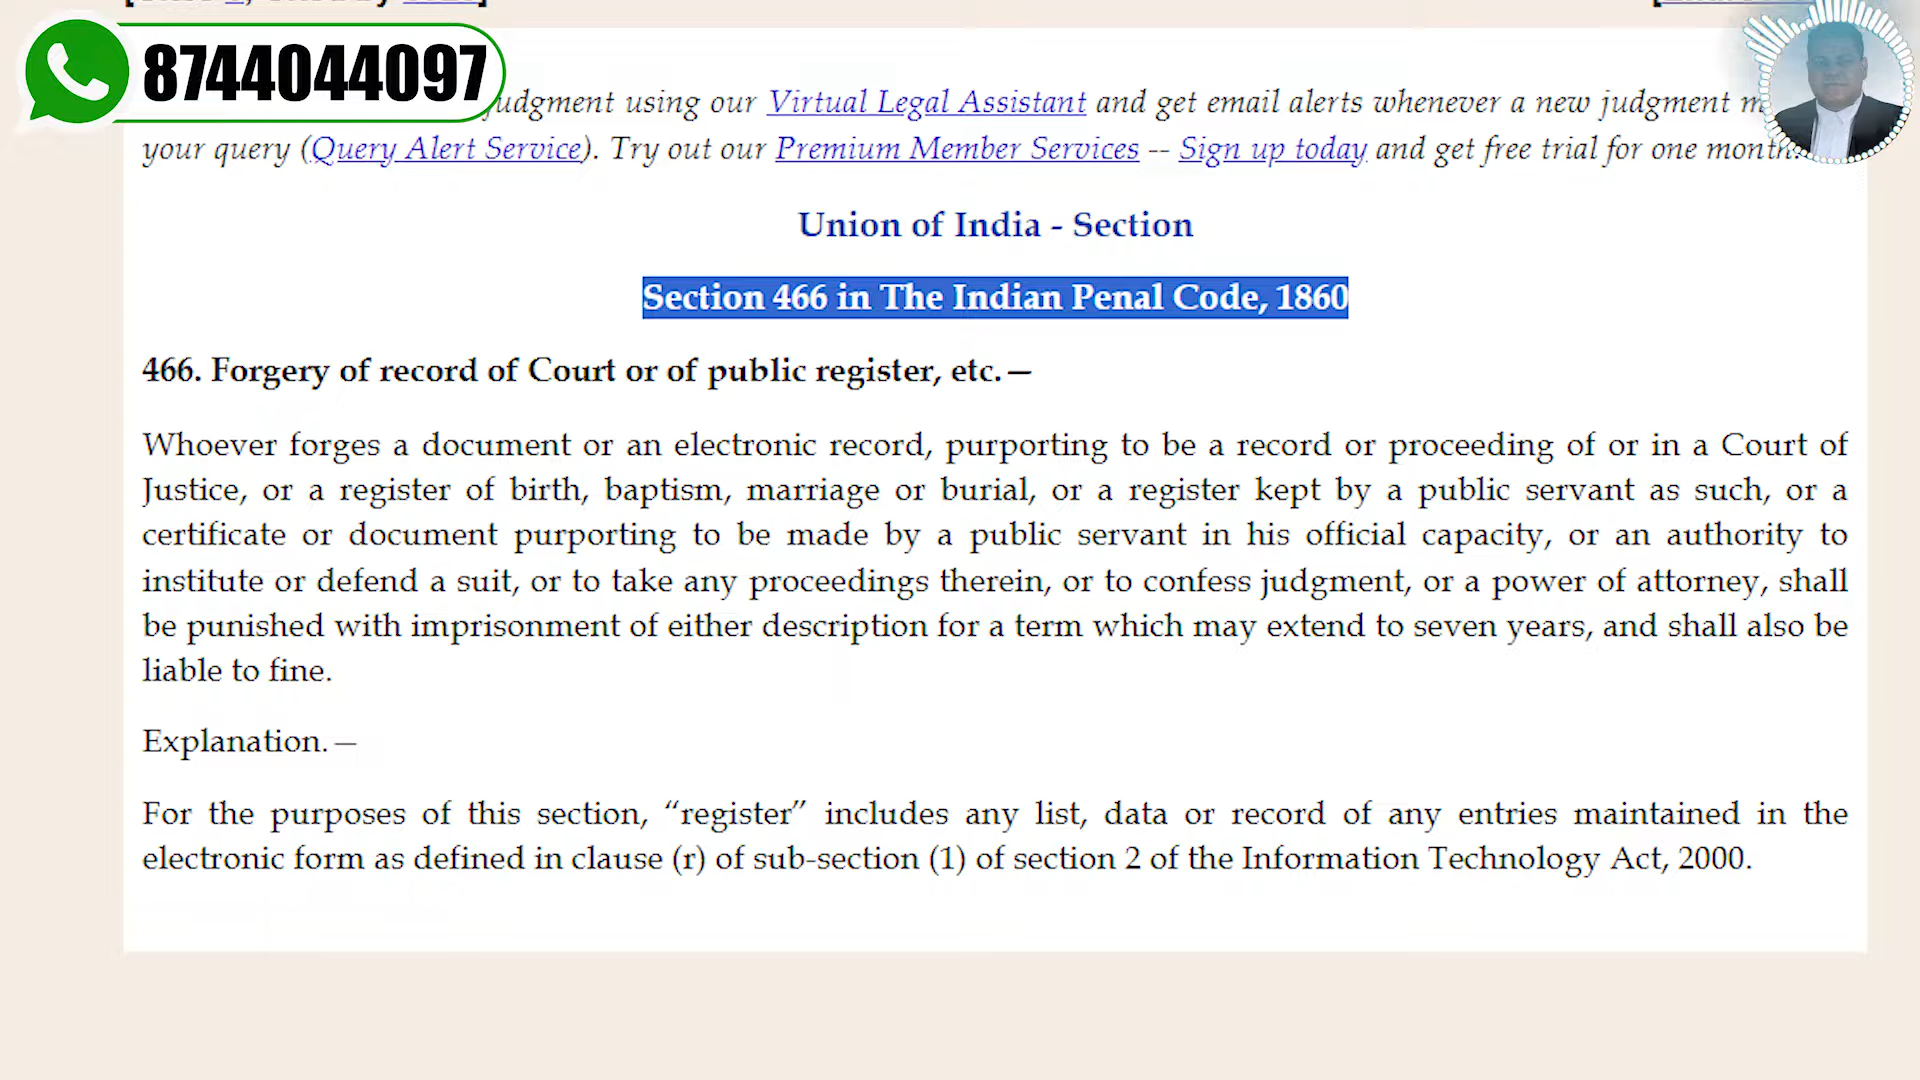 8744044097
judgment using our Virtual Legal Assistant and get email alerts whenever a new judgment
your query (Query Alert Service). Try out our Premium Member Services -- Sign up today and get free trial for one month.
Union of India - Section
Section 466 in The Indian Penal Code, 1860
466. Forgery of record of Court or of public register, etc.—
Whoever forges a document or an electronic record, purporting to be a record or proceeding of or in a Court of
Justice, or a register of birth, baptism, marriage or burial, or a register kept by a public servant as such, or a
certificate or document purporting to be made by a public servant in his official capacity, or an authority to
institute or defend a suit, or to take any proceedings therein, or to confess judgment, or a power of attorney, shall
be punished with imprisonment of either description for a term which may extend to seven years, and shall also be
liable to fine.
Explanation.—
For the purposes of this section, “register” includes any list, data or record of any entries maintained in the
electronic form as defined in clause (r) of sub-section (1) of section 2 of the Information Technology Act, 2000.